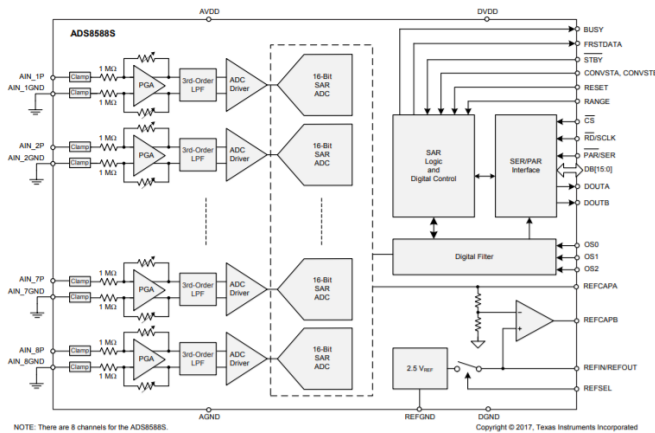 AVDD
DVDD
ADS8588S
BUSY
FRSTDATA
STBY
CONVSTA, CONVSTB
RESET
RANGE
CS
RD/SCLK
PAR/SER
DB[15:0]
DOUTA
DOUTB
OS0
OS1
OS2
REFCAPA
REFCAPB
REFIN/REFOUT
REFSEL
AIN_1P
AIN_1GND
Clamp
Clamp
1 MΩ
1 MΩ
PGA
3rd-Order
LPF
ADC
Driver
16-Bit
SAR
ADC
AIN_2P
AIN_2GND
Clamp
Clamp
1 MΩ
1 MΩ
PGA
3rd-Order
LPF
ADC
Driver
16-Bit
SAR
ADC
AIN_7P
AIN_7GND
Clamp
Clamp
1 MΩ
1 MΩ
PGA
3rd-Order
LPF
ADC
Driver
16-Bit
SAR
ADC
AIN_8P
AIN_8GND
Clamp
Clamp
1 MΩ
1 MΩ
PGA
3rd-Order
LPF
ADC
Driver
16-Bit
SAR
ADC
SAR
Logic
and
Digital Control
SER/PAR
Interface
Digital Filter
2.5 VREF
AGND
REFGND
DGND
NOTE: There are 8 channels for the ADS8588S.
Copyright © 2017, Texas Instruments Incorporated